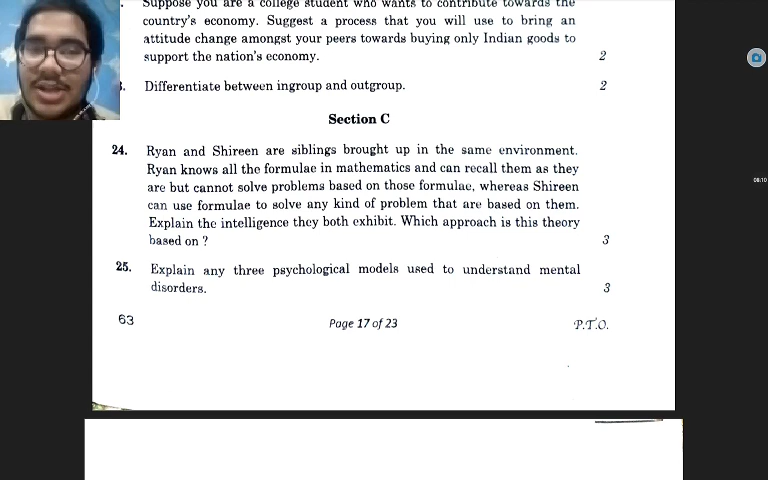 Suppose you are a college student who wants to contribute towards the
country's economy. Suggest a process that you will use to bring an
attitude change amongst your peers towards buying only Indian goods to
support the nation's economy. 2
Differentiate between ingroup and outgroup. 2
Section C
24. Ryan and Shireen are siblings brought up in the same environment.
Ryan knows all the formulae in mathematics and can recall them as they
are but cannot solve problems based on those formulae, whereas Shireen
can use formulae to solve any kind of problem that are based on them.
Explain the intelligence they both exhibit. Which approach is this theory
based on ? 3
25. Explain any three psychological models used to understand mental
disorders. 3
63 Page 17 of 23 P.T.O.